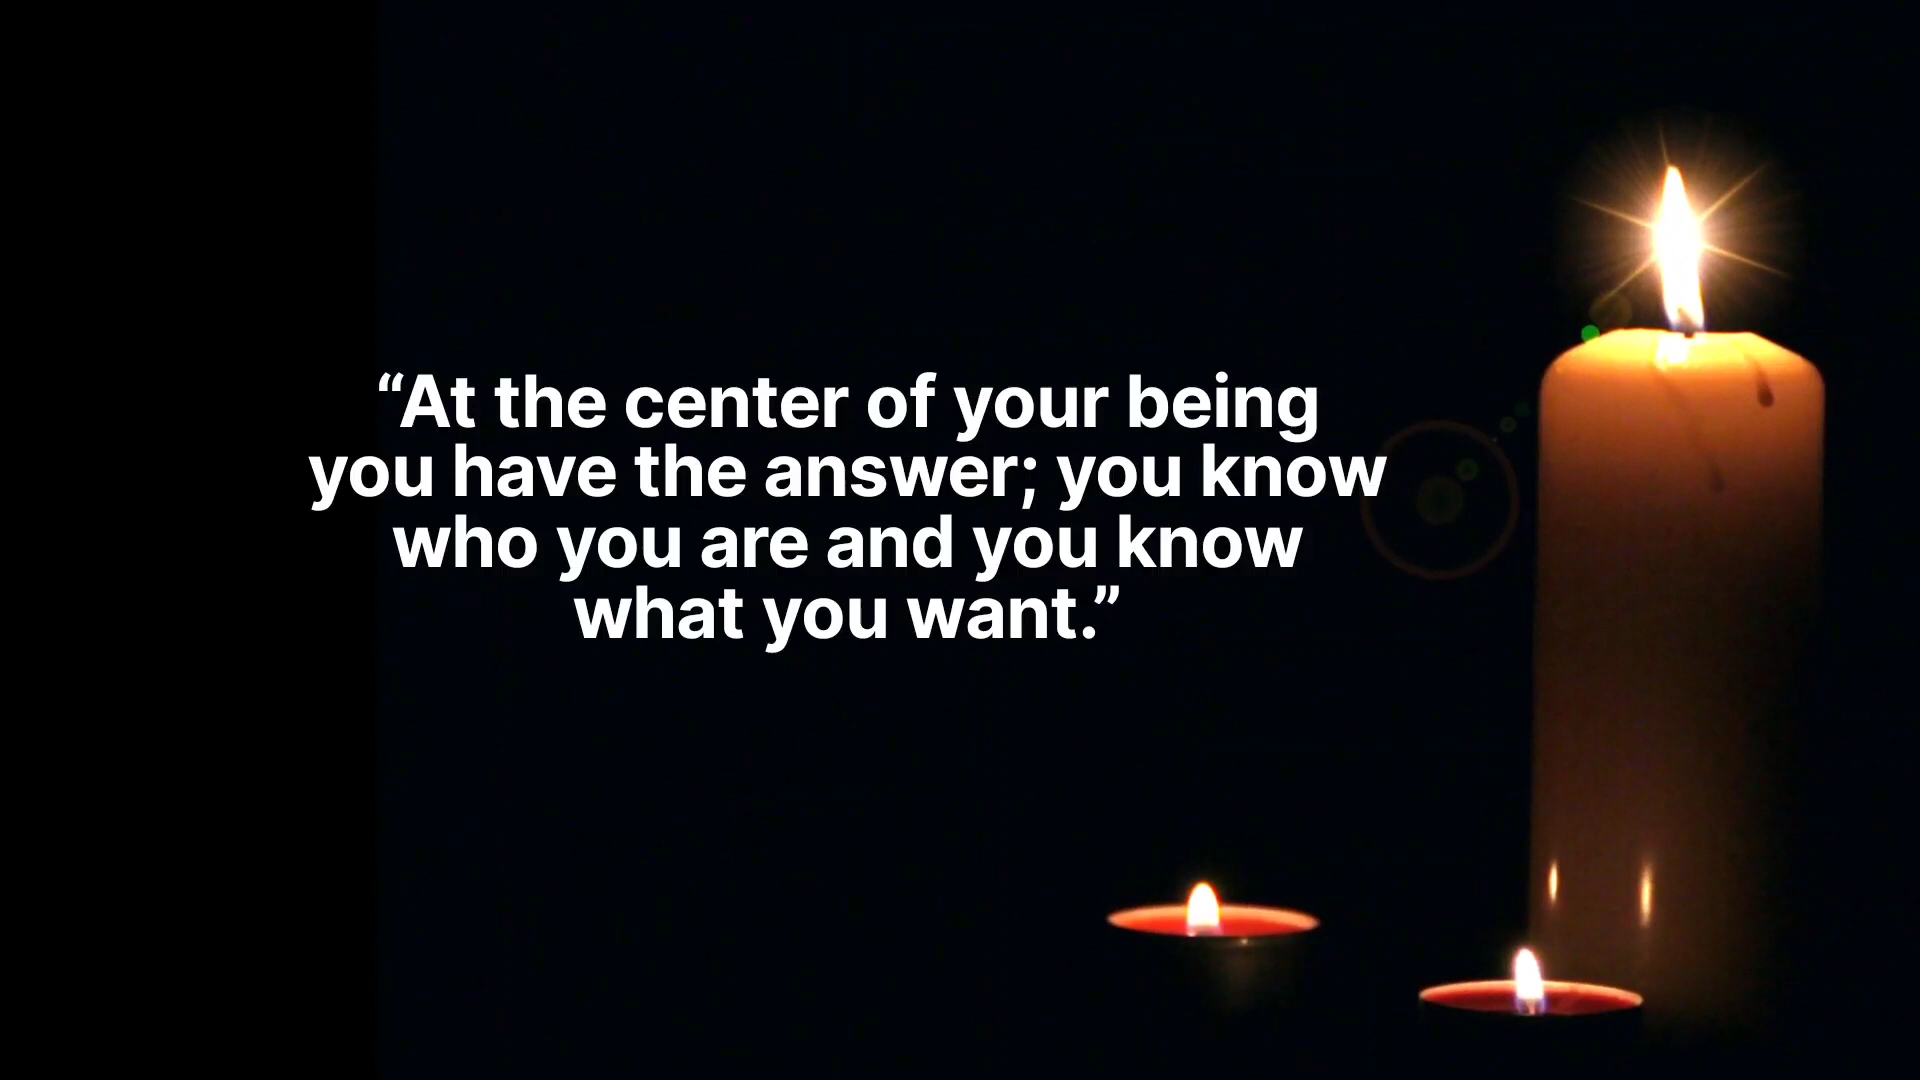 “At the center of your being
you have the answer; you know
who you are and you know
what you want.”